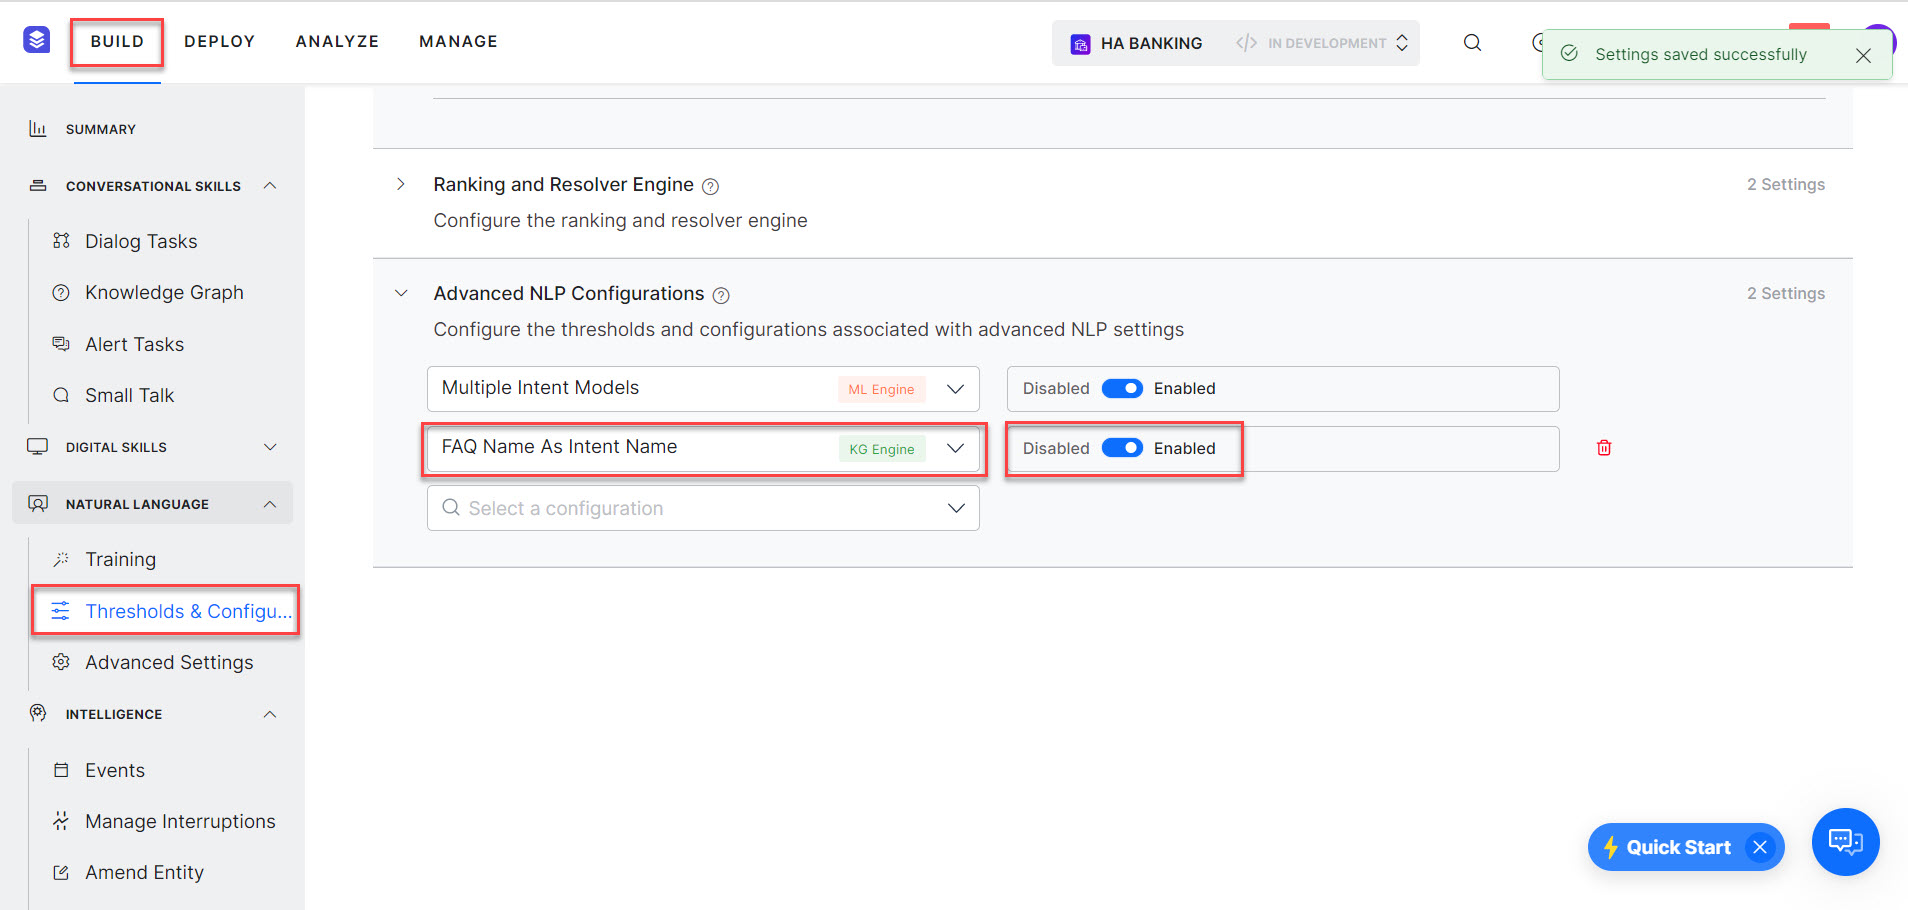 BUILD DEPLOY ANALYZE MANAGE
HA BANKING </> IN DEVELOPMENT
Settings saved successfully
SUMMARY
CONVERSATIONAL SKILLS
Dialog Tasks
Knowledge Graph
Alert Tasks
Small Talk
DIGITAL SKILLS
NATURAL LANGUAGE
Training
Thresholds & Configu...
Advanced Settings
INTELLIGENCE
Events
Manage Interruptions
Amend Entity
Ranking and Resolver Engine ? 2 Settings
Configure the ranking and resolver engine
Advanced NLP Configurations ? 2 Settings
Configure the thresholds and configurations associated with advanced NLP settings
Multiple Intent Models ML Engine Disabled Enabled
FAQ Name As Intent Name KG Engine Disabled Enabled
Select a configuration
Quick Start